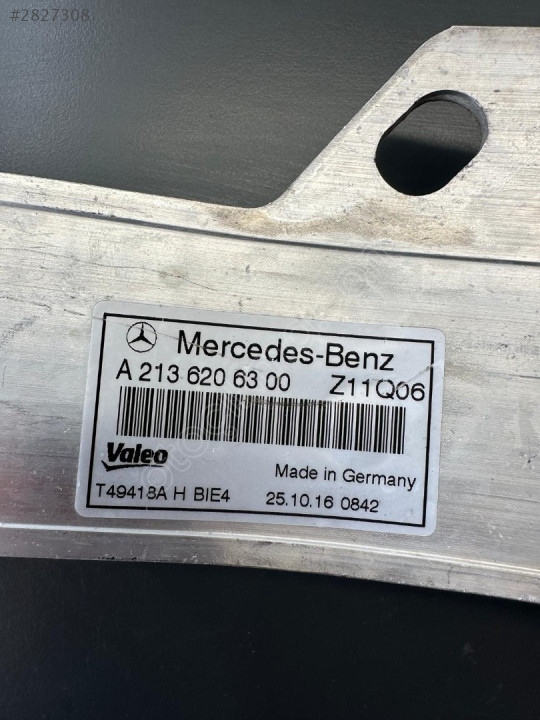 #2827308
Mercedes-Benz
A 213 620 63 00 Z11Q06
Valeo
Made in Germany
T49418A H BIE4 25.10.16 0842